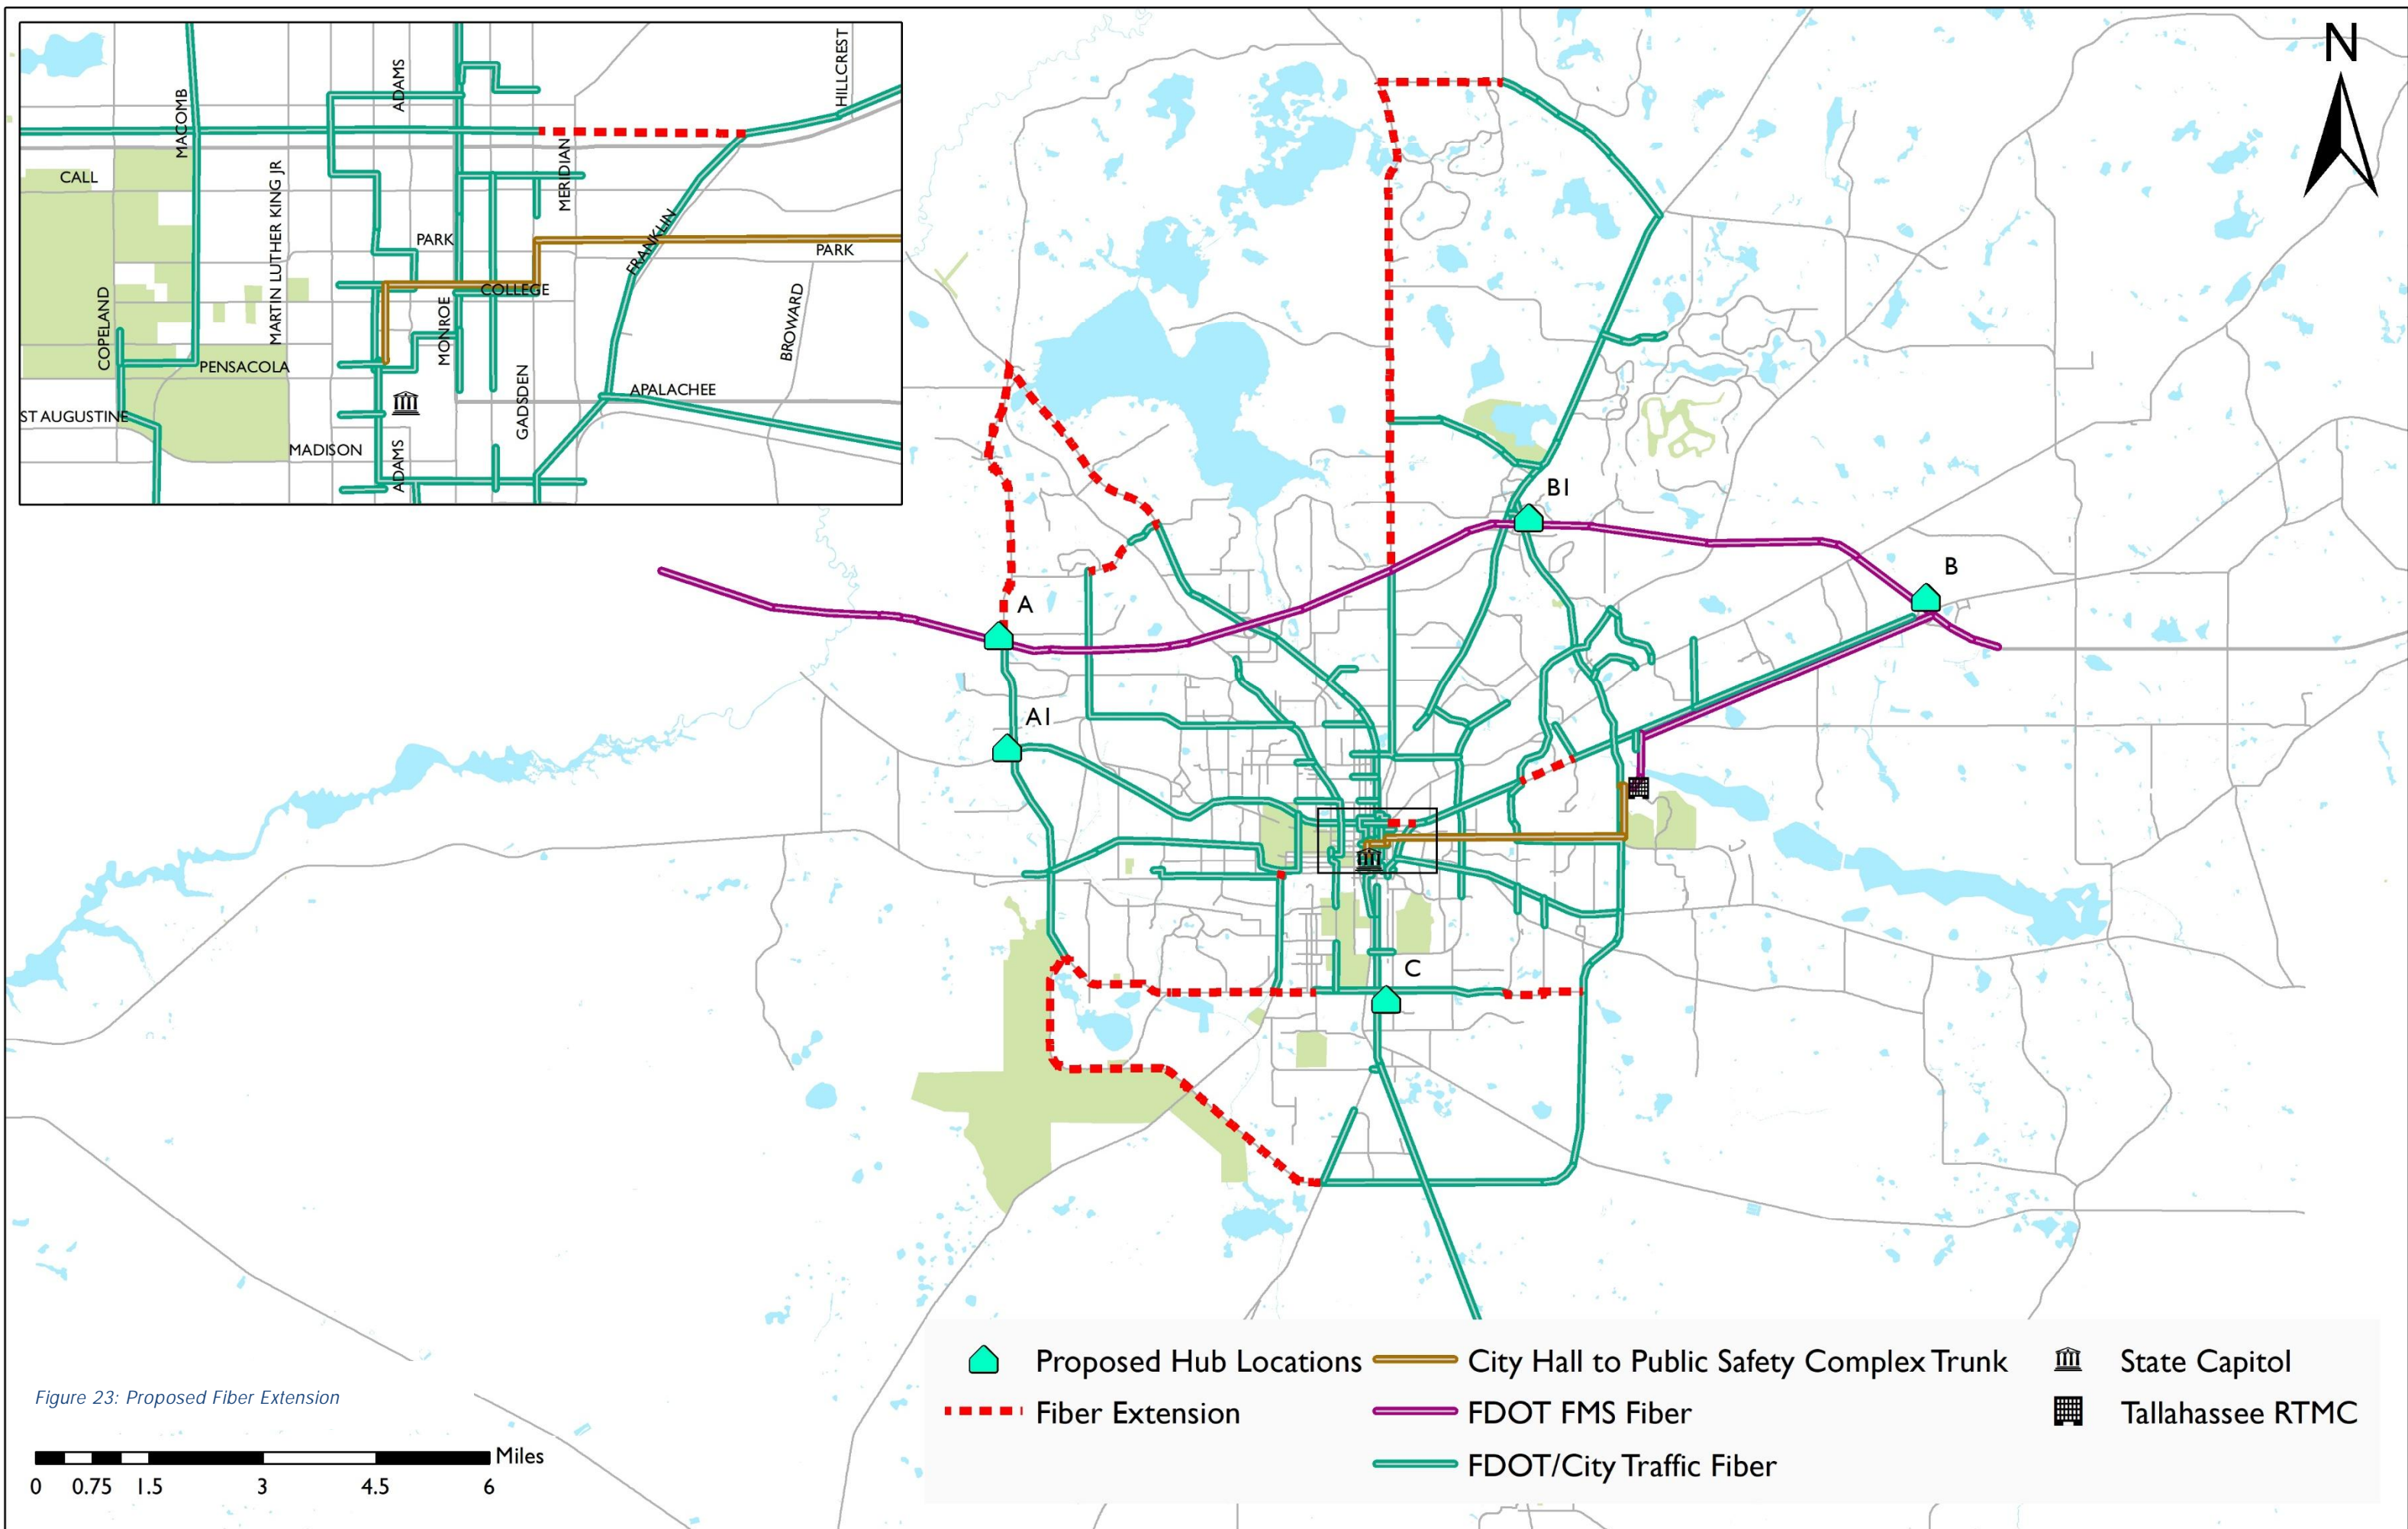 N
HILLCREST
ADAMS
MACOMB
MERIDIAN
CALL
MARTIN LUTHER KING JR
FRANKLIN
PARK
PARK
COPELAND
COLLEGE
MONROE
BROWARD
PENSACOLA
GADSDEN
APALACHEE
ST AUGUSTINE
MADISON
ADAMS
B1
B
A
A1
C
Proposed Hub Locations
City Hall to Public Safety Complex Trunk
State Capitol
Fiber Extension
FDOT FMS Fiber
Tallahassee RTMC
FDOT/City Traffic Fiber
Figure 23: Proposed Fiber Extension
Miles
0 0.75 1.5 3 4.5 6